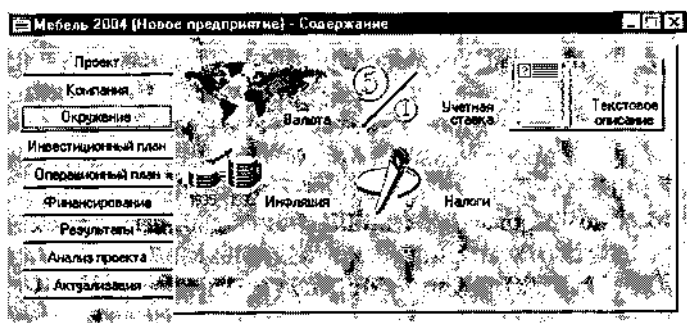 Мебель 2004 (Новое предприятие) - Содержание
Проект
Компания
Окружение
Инвестиционный план
Операционный план
Финансирование
Результаты
Анализ проекта
Актуализация
Валюта
Учетная
ставка
Текстовое
описание
1935
Инфляция
Налоги